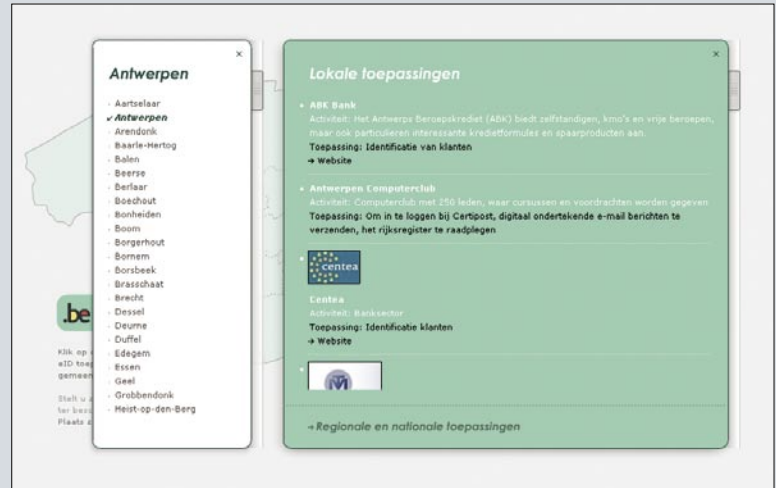 ×
Antwerpen
Aartselaar
Antwerpen
Arendonk
Baarle-Hertog
Balen
Beerse
Berlaar
Boechout
Bonheiden
Boom
Borgerhout
Bornem
Borsbeek
Brasschaat
Brecht
Dessel
Deurne
Duffel
Edegem
Essen
Geel
Grobbendonk
Heist-op-den-Berg
.be
Klik op
eID
Stelt u
ter
Plaats
×
Lokale toepassingen
ABK Bank
Activiteit: Het Antwerps Beroepskrediet (ABK) biedt zelfstandigen, kmo's en vrije beroepen,
maar ook particulieren interessante kredietformules en spaarproducten aan.
Toepassing: Identificatie van klanten
→ Website
Antwerpen Computerclub
Activiteit: Computerclub met 250 leden, waar cursussen en voordrachten worden gegeven
Toepassing: Om in te loggen bij Certipost, digitaal ondertekende e-mail berichten te
verzenden, het rijksregister te raadplegen
centea
Centea
Activiteit: Banksector
Toepassing: Identificatie klanten
→ Website
→ Regionale en nationale toepassingen